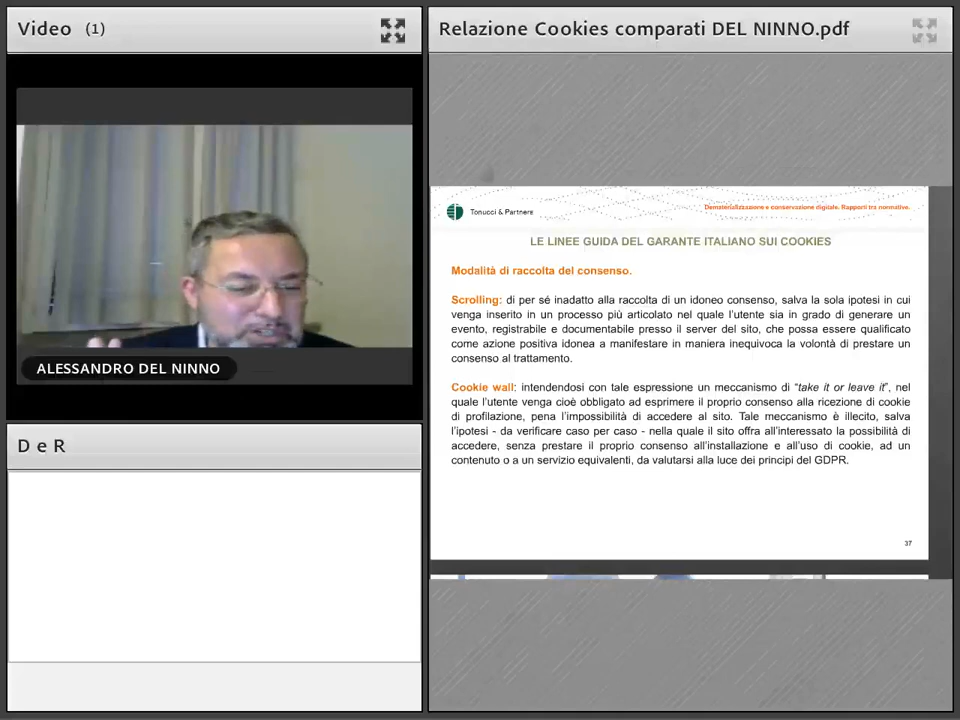 Video (1)
ALESSANDRO DEL NINNO
D e R
Relazione Cookies comparati DEL NINNO.pdf
Tonucci & Partners
Dematerializzazione e conservazione digitale. Rapporti tra normative.
LE LINEE GUIDA DEL GARANTE ITALIANO SUI COOKIES
Modalità di raccolta del consenso.
Scrolling: di per sé inadatto alla raccolta di un idoneo consenso, salva la sola ipotesi in cui
venga inserito in un processo più articolato nel quale l'utente sia in grado di generare un
evento, registrabile e documentabile presso il server del sito, che possa essere qualificato
come azione positiva idonea a manifestare in maniera inequivoca la volontà di prestare un
consenso al trattamento.
Cookie wall: intendendosi con tale espressione un meccanismo di "take it or leave it", nel
quale l'utente venga cioè obbligato ad esprimere il proprio consenso alla ricezione di cookie
di profilazione, pena l'impossibilità di accedere al sito. Tale meccanismo è illecito, salva
l'ipotesi - da verificare caso per caso - nella quale il sito offra all'interessato la possibilità di
accedere, senza prestare il proprio consenso all'installazione e all'uso di cookie, ad un
contenuto o a un servizio equivalenti, da valutarsi alla luce dei principi del GDPR.
37